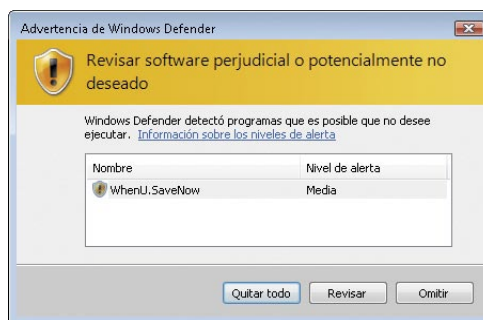 Advertencia de Windows Defender
Revisar software perjudicial o potencialmente no
deseado
Windows Defender detectó programas que es posible que no desee
ejecutar. Información sobre los niveles de alerta
Nombre Nivel de alerta
WhenU.SaveNow Media
Quitar todo Revisar Omitir